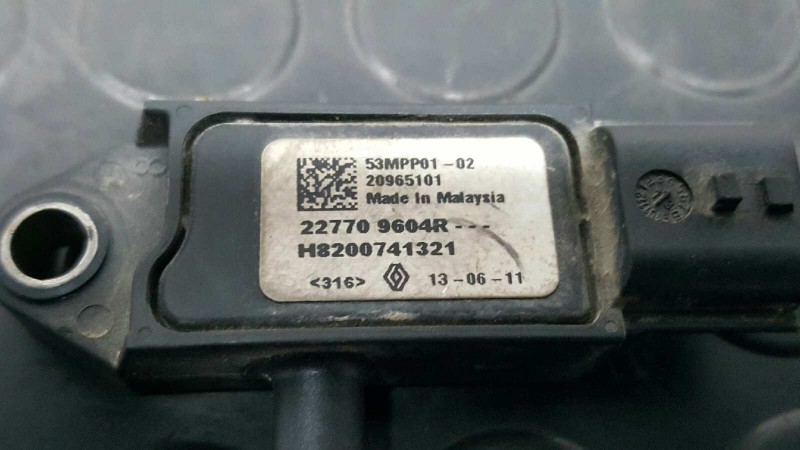 53MPP01-02
20965101
Made In Malaysia
22770 9604R---
H8200741321
<316> 13-06-11